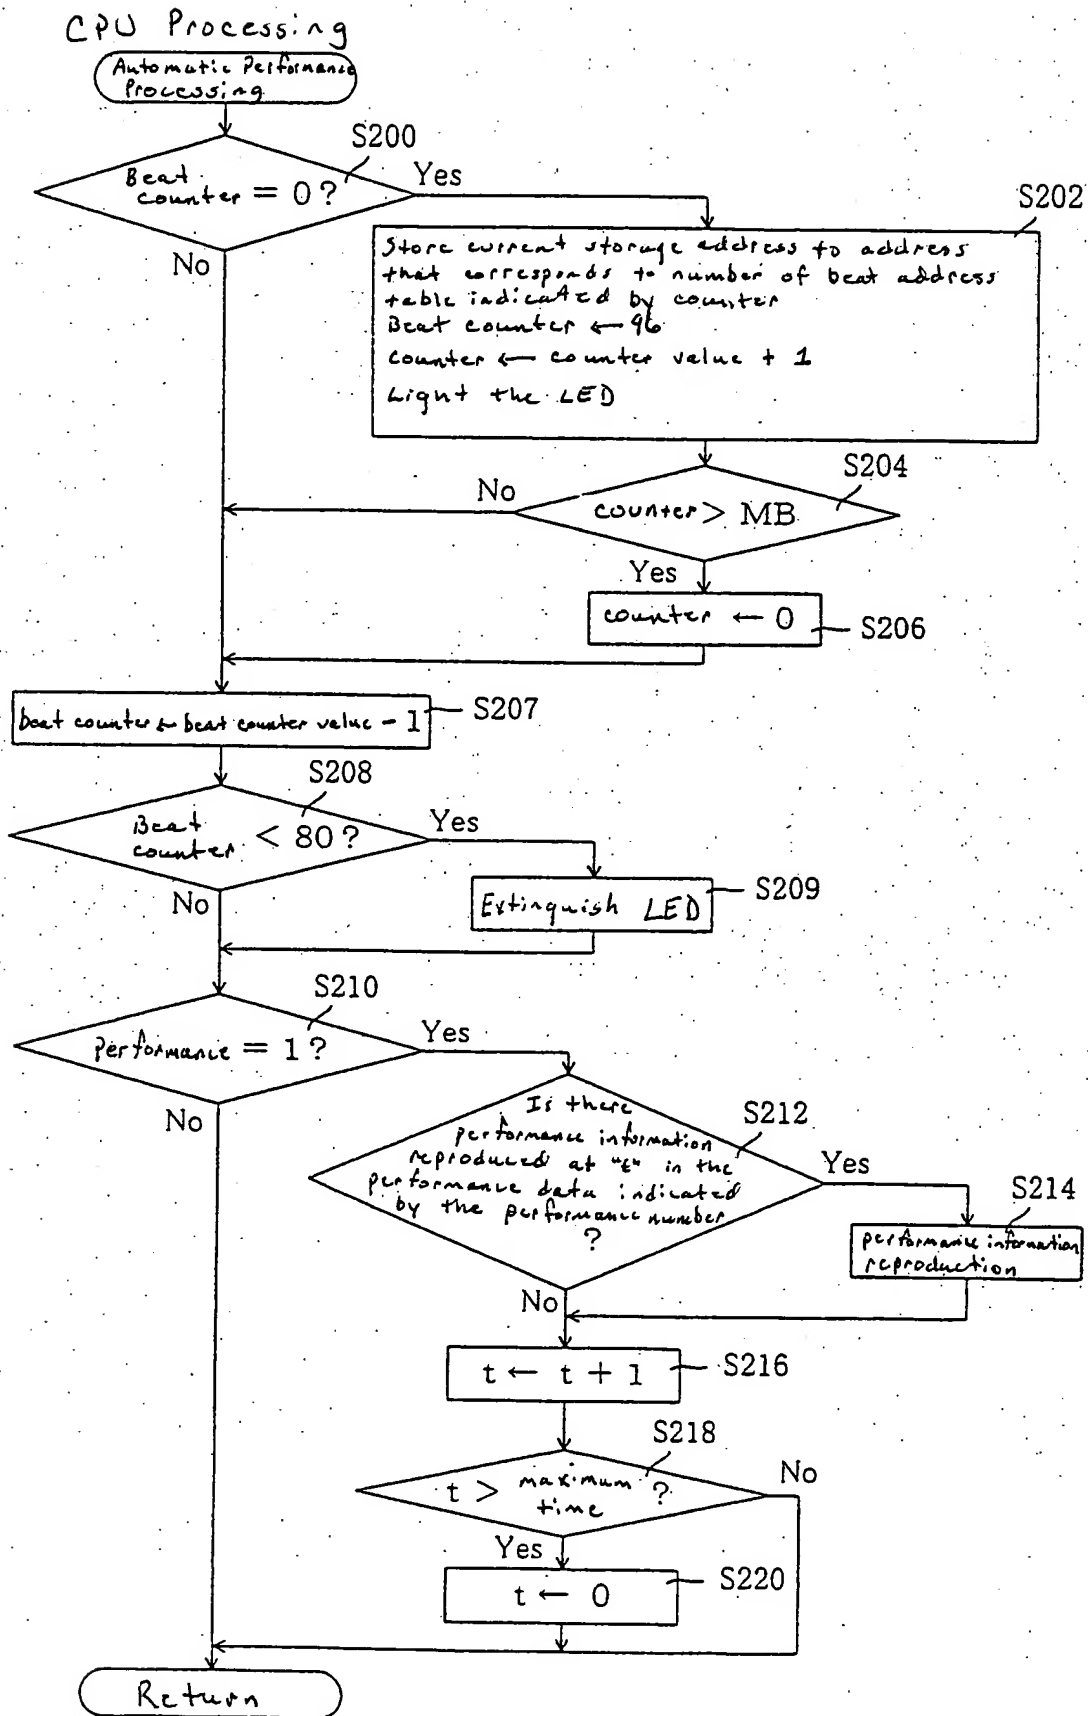 CPU Processing
Automatic Performance
Processing
S200
Beat
counter = 0?
Yes
No
S202
Store current storage address to address
that corresponds to number of beat address
table indicated by counter
Beat counter ← 96
counter ← counter value + 1
Light the LED
S204
No
counter > MB
Yes
counter ← 0
S206
beat counter ← beat counter value - 1
S207
S208
Beat
counter < 80?
Yes
No
Extinguish LED
S209
S210
performance = 1?
Yes
No
S212
Is there
performance information
reproduced at "t" in the
performance data indicated
by the performance number
?
Yes
No
S214
performance information
reproduction
t ← t + 1
S216
S218
t > maximum
time ?
No
Yes
t ← 0
S220
Return